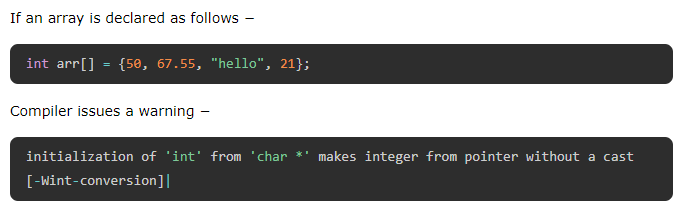 If an array is declared as follows −
int arr[] = {50, 67.55, "hello", 21};
Compiler issues a warning −
initialization of 'int' from 'char *' makes integer from pointer without a cast
[-Wint-conversion]|